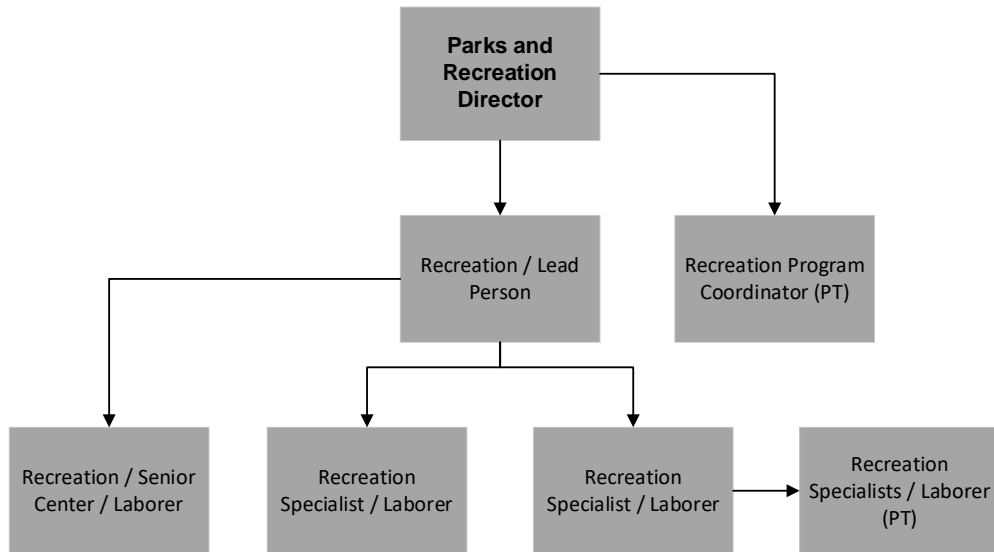 Parks and
Recreation
Director
Recreation / Lead
Person
Recreation Program
Coordinator (PT)
Recreation / Senior
Center / Laborer
Recreation
Specialist / Laborer
Recreation
Specialist / Laborer
Recreation
Specialists / Laborer
(PT)